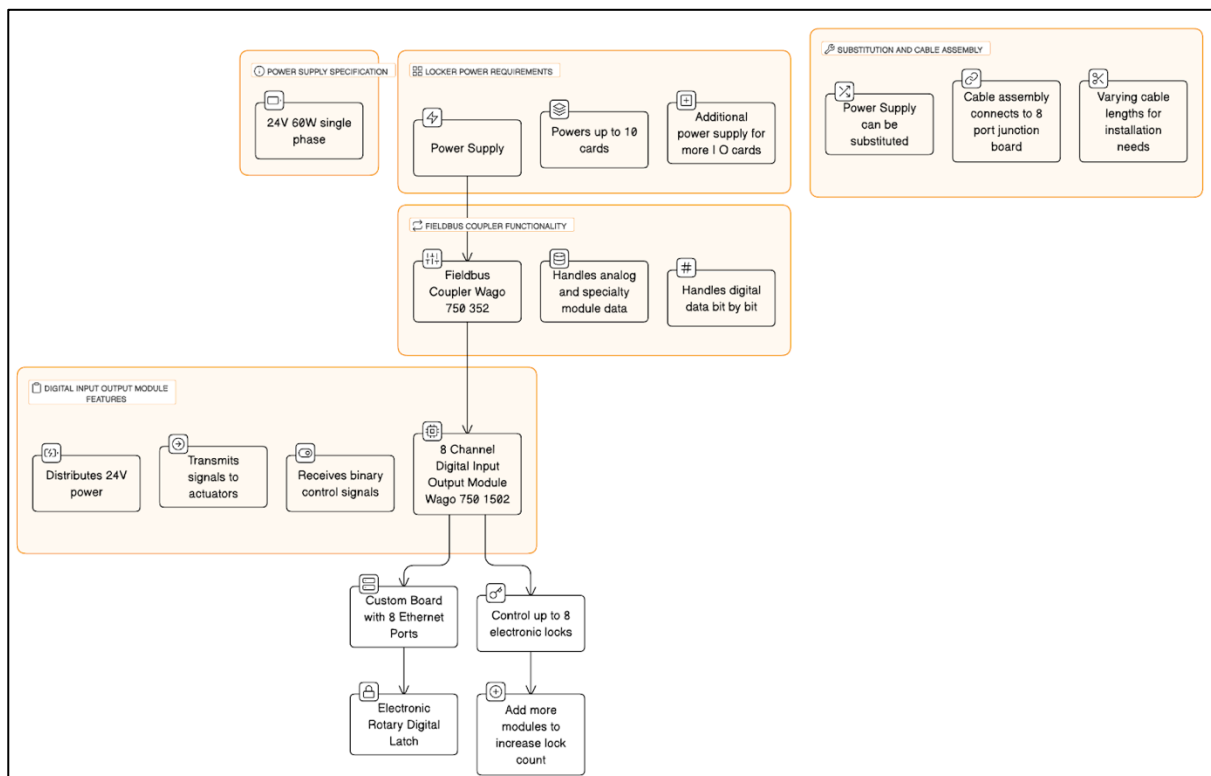 POWER SUPPLY SPECIFICATION
24V 60W single
phase
LOCKER POWER REQUIREMENTS
Power Supply
Powers up to 10
cards
Additional
power supply for
more I O cards
SUBSTITUTION AND CABLE ASSEMBLY
Power Supply
can be
substituted
Cable assembly
connects to 8
port junction
board
Varying cable
lengths for
installation
needs
FIELDBUS COUPLER FUNCTIONALITY
Fieldbus
Coupler Wago
750 352
Handles analog
and specialty
module data
Handles digital
data bit by bit
DIGITAL INPUT OUTPUT MODULE
FEATURES
Distributes 24V
power
Transmits
signals to
actuators
Receives binary
control signals
8 Channel
Digital Input
Output Module
Wago 750 1502
Custom Board
with 8 Ethernet
Ports
Control up to 8
electronic locks
Electronic
Rotary Digital
Latch
Add more
modules to
increase lock
count